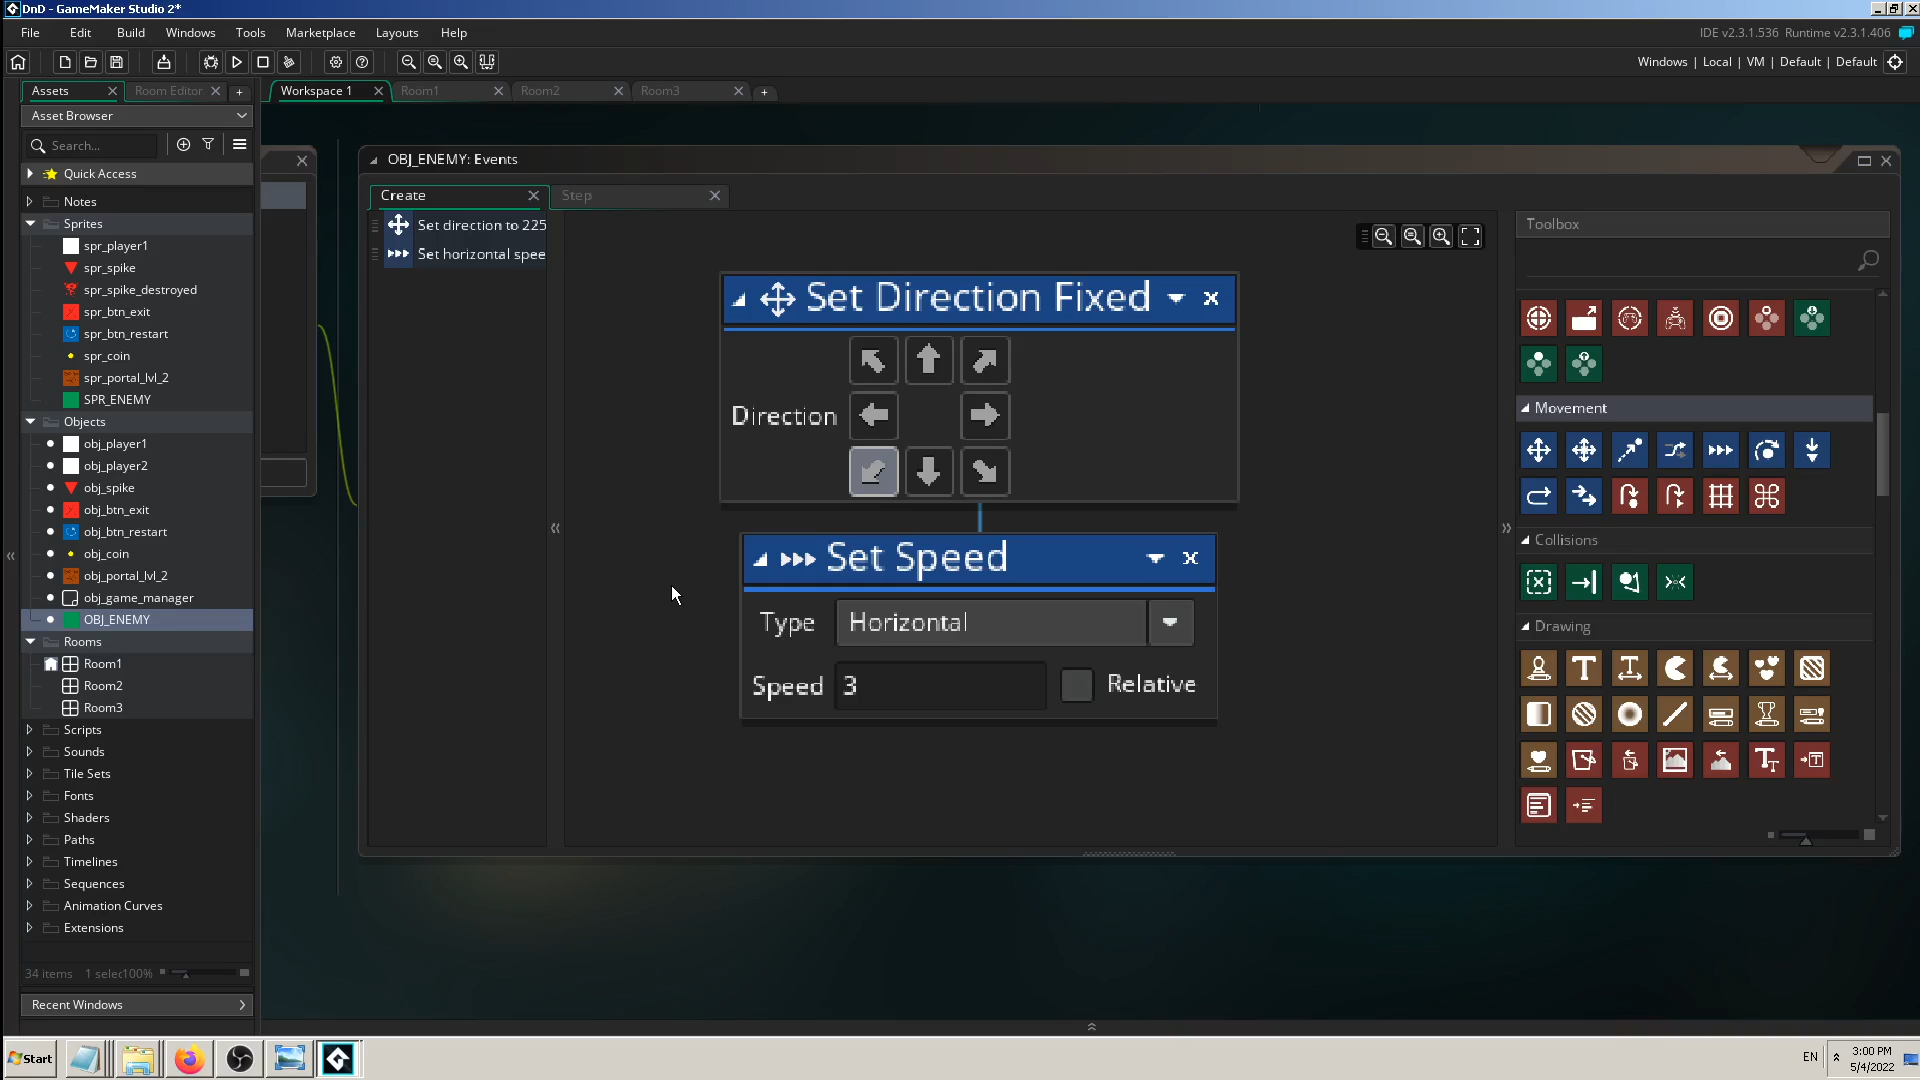 DnD - GameMaker Studio 2*
File Edit Build Windows Tools Marketplace Layouts Help
IDE v2.3.1.536 Runtime v2.3.1.406
Windows | Local | VM | Default | Default
Assets Room Editor
Workspace 1 Room1 Room2 Room3
Asset Browser
Search...
Quick Access
Notes
Sprites
spr_player1
spr_spike
spr_spike_destroyed
spr_btn_exit
spr_btn_restart
spr_coin
spr_portal_lvl_2
SPR_ENEMY
Objects
obj_player1
obj_player2
obj_spike
obj_btn_exit
obj_btn_restart
obj_coin
obj_portal_lvl_2
obj_game_manager
OBJ_ENEMY
Rooms
Room1
Room2
Room3
Scripts
Sounds
Tile Sets
Fonts
Shaders
Paths
Timelines
Sequences
Animation Curves
Extensions
34 items 1 selec100%
Recent Windows
OBJ_ENEMY: Events
Create Step
Set direction to 225
Set horizontal spee
Set Direction Fixed
Direction
Set Speed
Type Horizontal
Speed 3 Relative
Toolbox
Movement
Collisions
Drawing
Start
EN
3:00 PM
5/4/2022